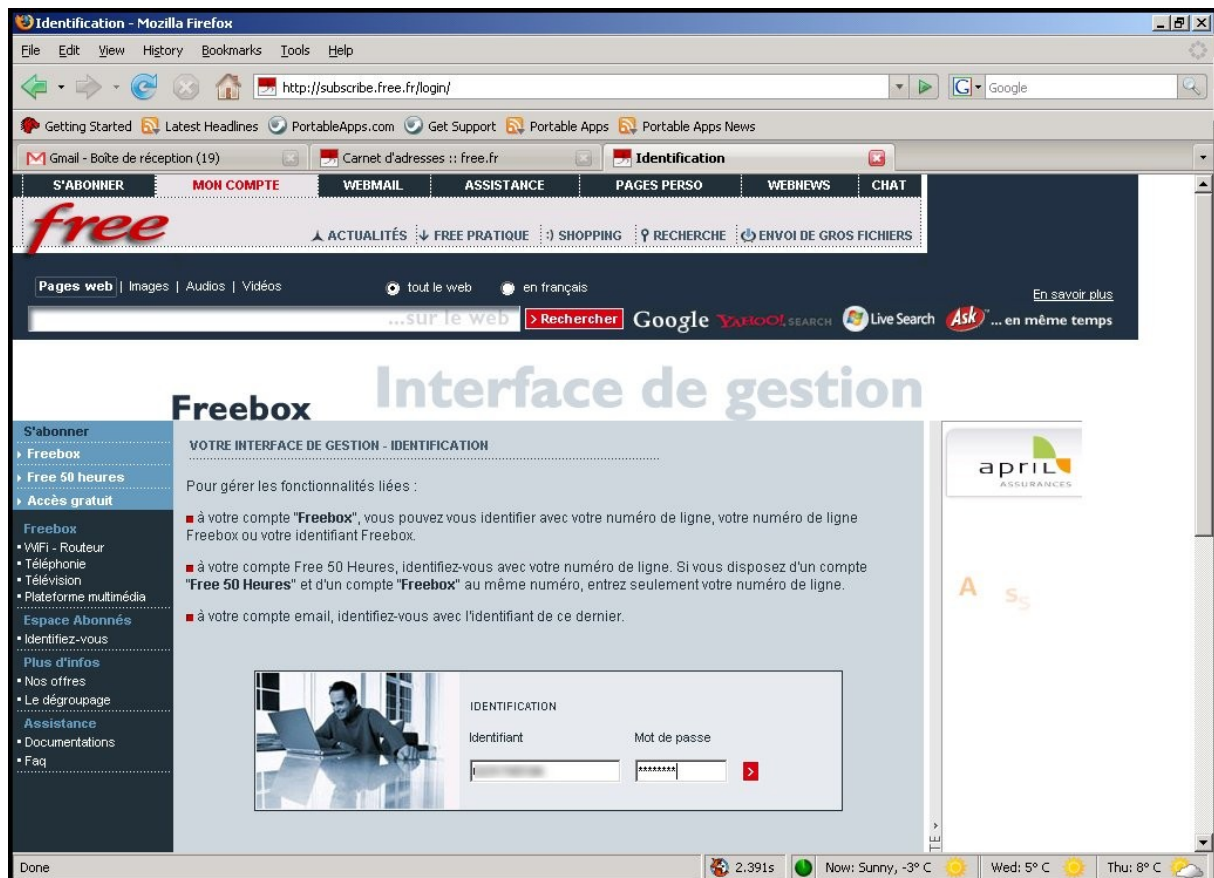 Identification - Mozilla Firefox
File Edit View History Bookmarks Tools Help
http://subscribe.free.fr/login/
G Google
Getting Started Latest Headlines PortableApps.com Get Support Portable Apps Portable Apps News
Gmail - Boîte de réception (19) Carnet d'adresses :: free.fr Identification
S'ABONNER MON COMPTE WEBMAIL ASSISTANCE PAGES PERSO WEBNEWS CHAT
free
ACTUALITÉS FREE PRATIQUE :) SHOPPING RECHERCHE ENVOI DE GROS FICHIERS
Pages web | Images | Audios | Vidéos tout le web en français
En savoir plus
...sur le web > Rechercher Google YAHOO! SEARCH Live Search Ask ... en même temps
Interface de gestion
Freebox
S'abonner
Freebox
Free 50 heures
Accès gratuit
Freebox
WiFi - Routeur
Téléphonie
Télévision
Plateforme multimédia
Espace Abonnés
Identifiez-vous
Plus d'infos
Nos offres
Le dégroupage
Assistance
Documentations
Faq
VOTRE INTERFACE DE GESTION - IDENTIFICATION
Pour gérer les fonctionnalités liées :
à votre compte "Freebox", vous pouvez vous identifier avec votre numéro de ligne, votre numéro de ligne
Freebox ou votre identifiant Freebox.
à votre compte Free 50 Heures, identifiez-vous avec votre numéro de ligne. Si vous disposez d'un compte
"Free 50 Heures" et d'un compte "Freebox" au même numéro, entrez seulement votre numéro de ligne.
à votre compte email, identifiez-vous avec l'identifiant de ce dernier.
IDENTIFICATION
Identifiant Mot de passe
********
april
ASSURANCES
A s s
Done 2.391s Now: Sunny, -3° C Wed: 5° C Thu: 8° C